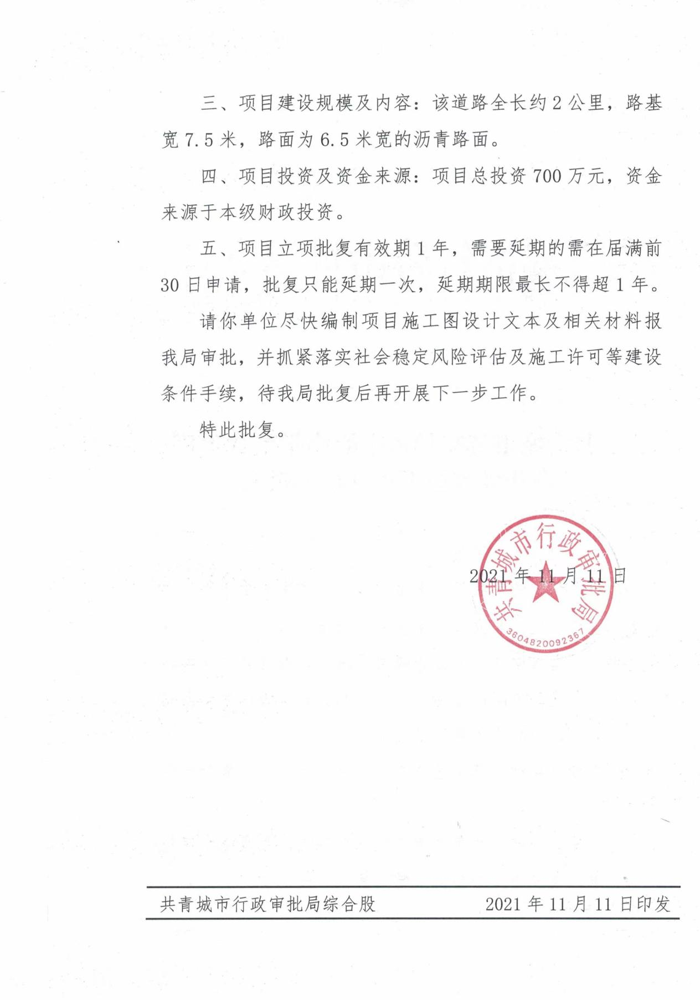 三、项目建设规模及内容：该道路全长约2公里，路基
宽7.5米，路面为6.5米宽的沥青路面。
四、项目投资及资金来源：项目总投资700万元，资金
来源于本级财政投资。
五、项目立项批复有效期1年，需要延期的需在届满前
30日申请，批复只能延期一次，延期期限最长不得超1年。
请你单位尽快编制项目施工图设计文本及相关材料报
我局审批，并抓紧落实社会稳定风险评估及施工许可等建设
条件手续，待我局批复后再开展下一步工作。
特此批复。
共青城市行政审批局
2021年11月11日
3604820092367
共青城市行政审批局综合股 2021年11月11日印发